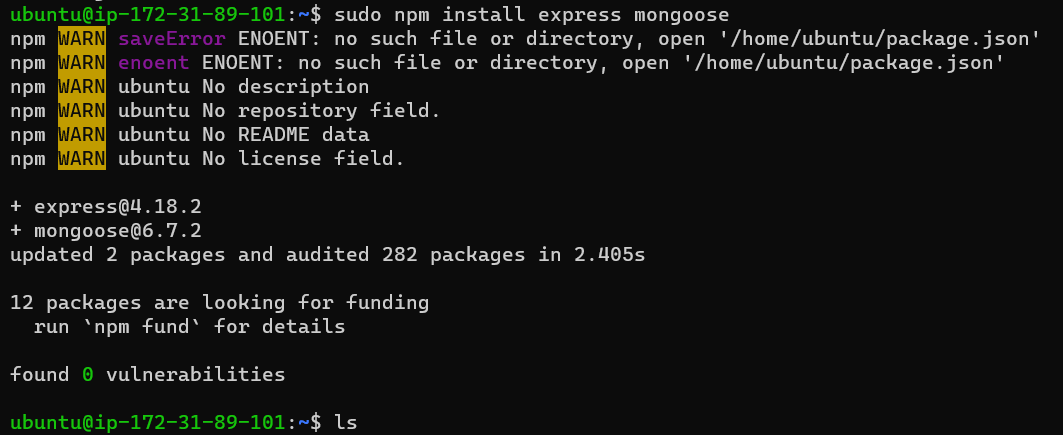 ubuntu@ip-172-31-89-101:~$ sudo npm install express mongoose
npm WARN saveError ENOENT: no such file or directory, open '/home/ubuntu/package.json'
npm WARN enoent ENOENT: no such file or directory, open '/home/ubuntu/package.json'
npm WARN ubuntu No description
npm WARN ubuntu No repository field.
npm WARN ubuntu No README data
npm WARN ubuntu No license field.
+ express@4.18.2
+ mongoose@6.7.2
updated 2 packages and audited 282 packages in 2.405s
12 packages are looking for funding
  run `npm fund` for details
found 0 vulnerabilities
ubuntu@ip-172-31-89-101:~$ ls